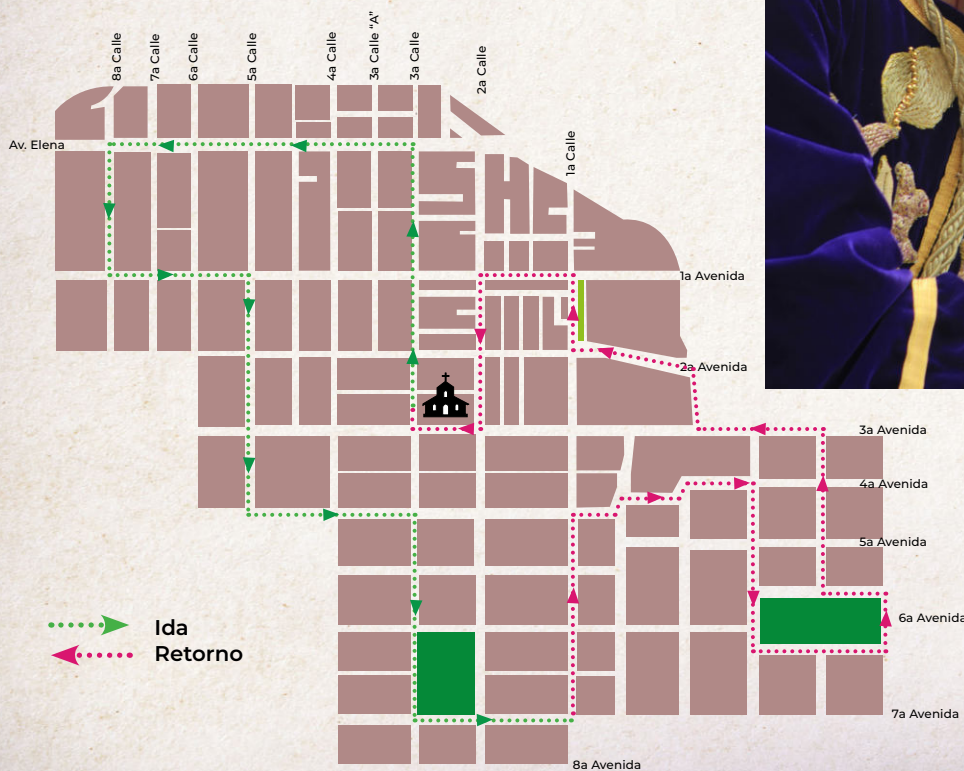 8a Calle
7a Calle
6a Calle
5a Calle
4a Calle
3a Calle “A”
3a Calle
2a Calle
1a Calle
Av. Elena
1a Avenida
2a Avenida
3a Avenida
4a Avenida
5a Avenida
6a Avenida
7a Avenida
8a Avenida
Ida
Retorno